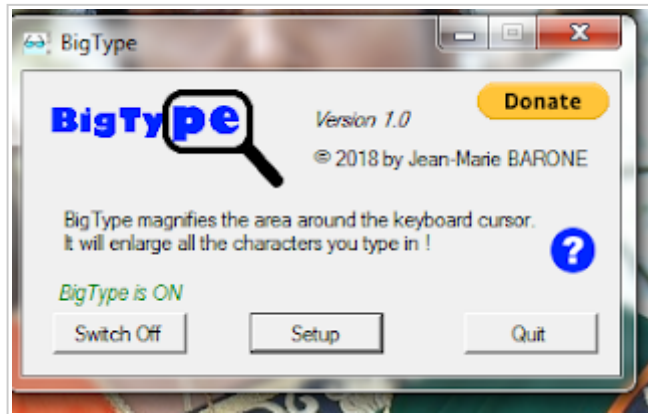 BigType
BigType
Version 1.0
Donate
© 2018 by Jean-Marie BARONE
BigType magnifies the area around the keyboard cursor.
It will enlarge all the characters you type in !
?
BigType is ON
Switch Off
Setup
Quit